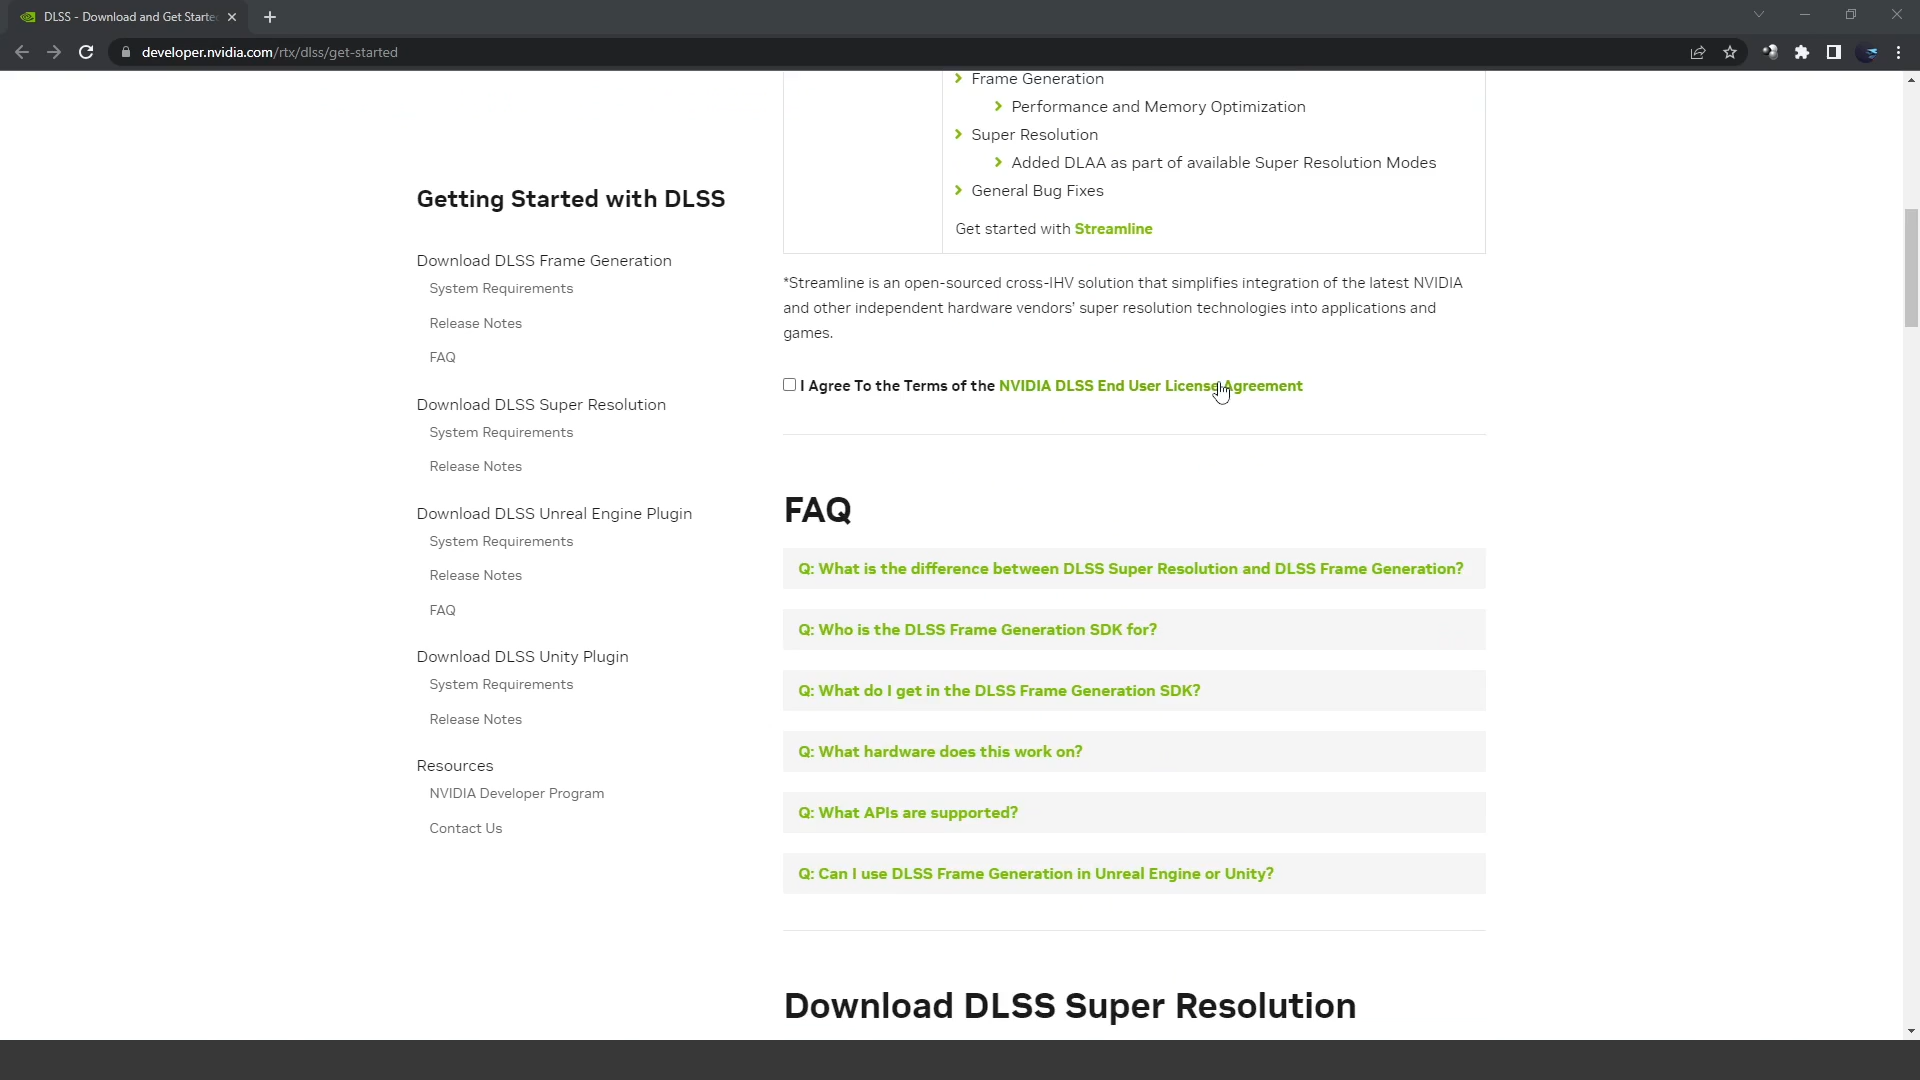 DLSS - Download and Get Starte
developer.nvidia.com/rtx/dlss/get-started
Getting Started with DLSS
Download DLSS Frame Generation
System Requirements
Release Notes
FAQ
Download DLSS Super Resolution
System Requirements
Release Notes
Download DLSS Unreal Engine Plugin
System Requirements
Release Notes
FAQ
Download DLSS Unity Plugin
System Requirements
Release Notes
Resources
NVIDIA Developer Program
Contact Us
Frame Generation
Performance and Memory Optimization
Super Resolution
Added DLAA as part of available Super Resolution Modes
General Bug Fixes
Get started with Streamline
*Streamline is an open-sourced cross-IHV solution that simplifies integration of the latest NVIDIA
and other independent hardware vendors' super resolution technologies into applications and
games.
I Agree To the Terms of the NVIDIA DLSS End User License Agreement
FAQ
Q: What is the difference between DLSS Super Resolution and DLSS Frame Generation?
Q: Who is the DLSS Frame Generation SDK for?
Q: What do I get in the DLSS Frame Generation SDK?
Q: What hardware does this work on?
Q: What APIs are supported?
Q: Can I use DLSS Frame Generation in Unreal Engine or Unity?
Download DLSS Super Resolution